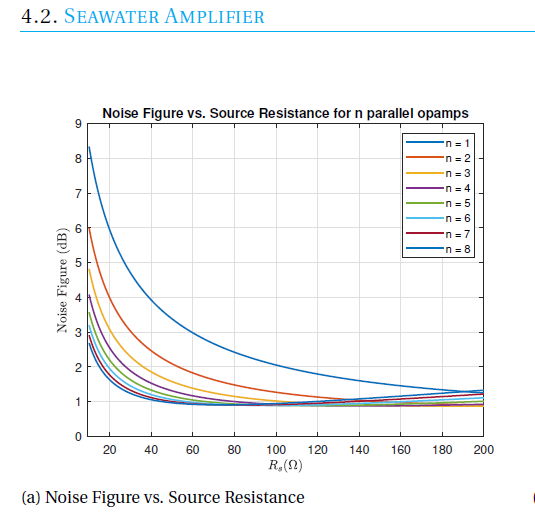 4.2. SEAWATER AMPLIFIER
Noise Figure vs. Source Resistance for n parallel opamps
9
8
7
6
5
4
3
2
1
0
Noise Figure (dB)
n = 1
n = 2
n = 3
n = 4
n = 5
n = 6
n = 7
n = 8
20 40 60 80 100 120 140 160 180 200
Rₛ(Ω)
(a) Noise Figure vs. Source Resistance